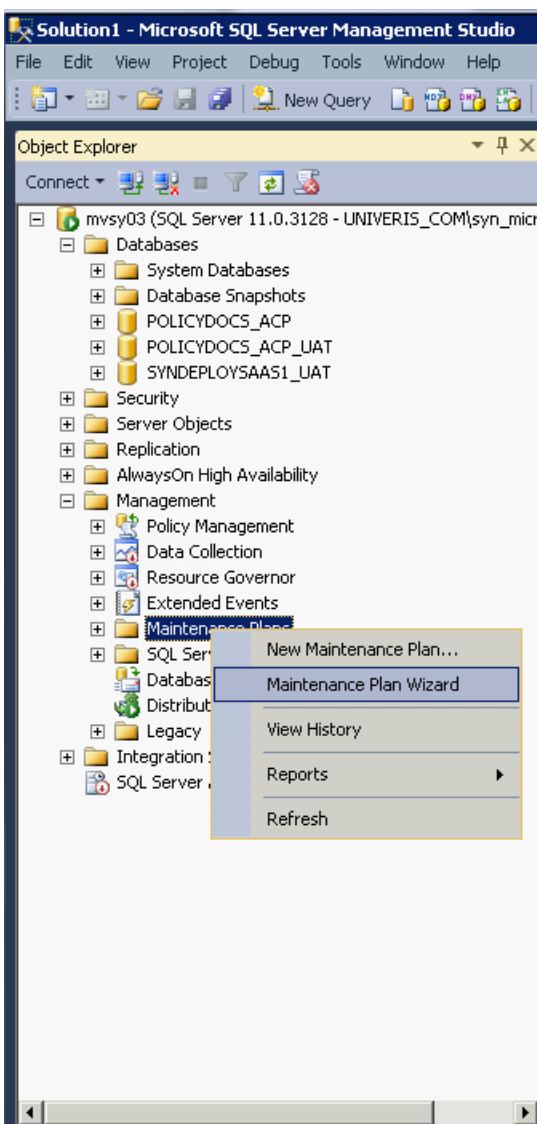 Solution1 - Microsoft SQL Server Management Studio
File Edit View Project Debug Tools Window Help
New Query
Object Explorer
Connect
mvsy03 (SQL Server 11.0.3128 - UNIVERIS_COM\syn_micr
Databases
System Databases
Database Snapshots
POLICYDOCS_ACP
POLICYDOCS_ACP_UAT
SYNDEPLOYSAAS1_UAT
Security
Server Objects
Replication
AlwaysOn High Availability
Management
Policy Management
Data Collection
Resource Governor
Extended Events
Maintenance Plans
SQL Ser
Databas
Distribut
Legacy
Integration
SQL Server
New Maintenance Plan...
Maintenance Plan Wizard
View History
Reports
Refresh